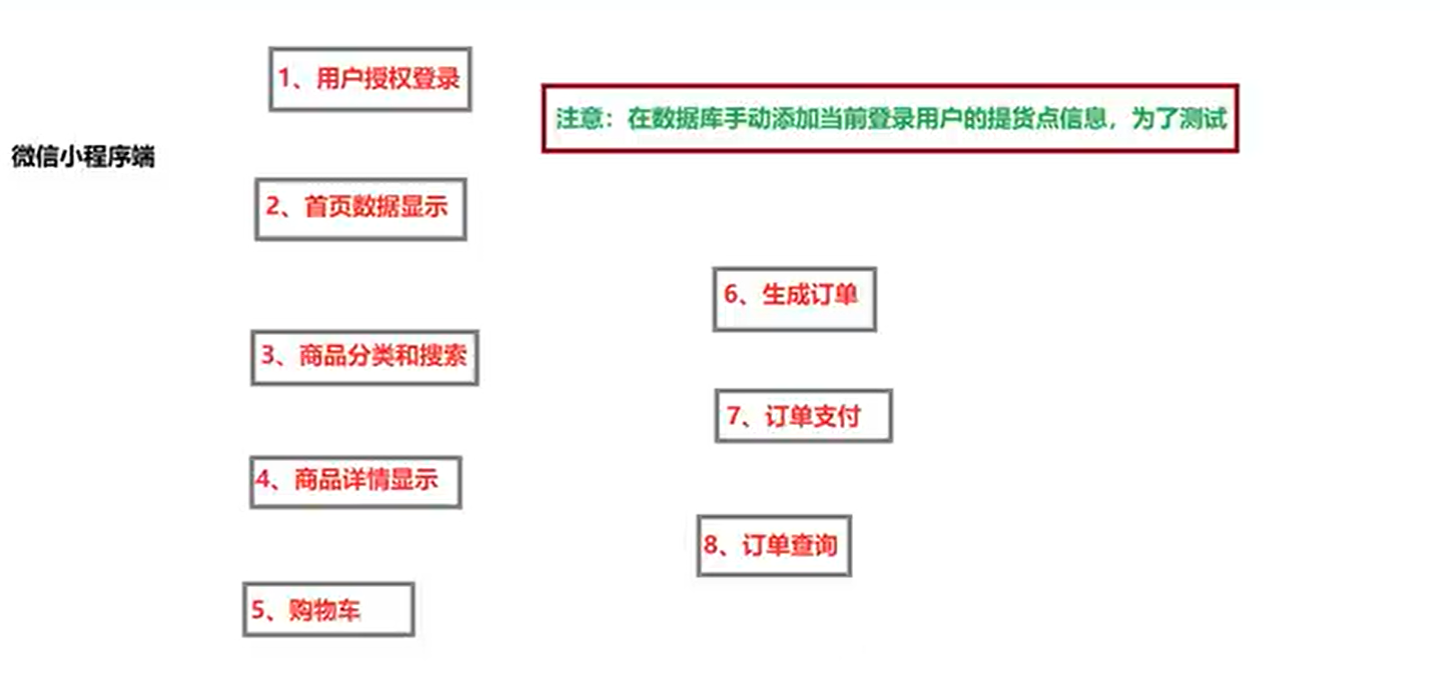 1、用户授权登录
注意：在数据库手动添加当前登录用户的提货点信息，为了测试
微信小程序端
2、首页数据显示
3、商品分类和搜索
4、商品详情显示
5、购物车
6、生成订单
7、订单支付
8、订单查询